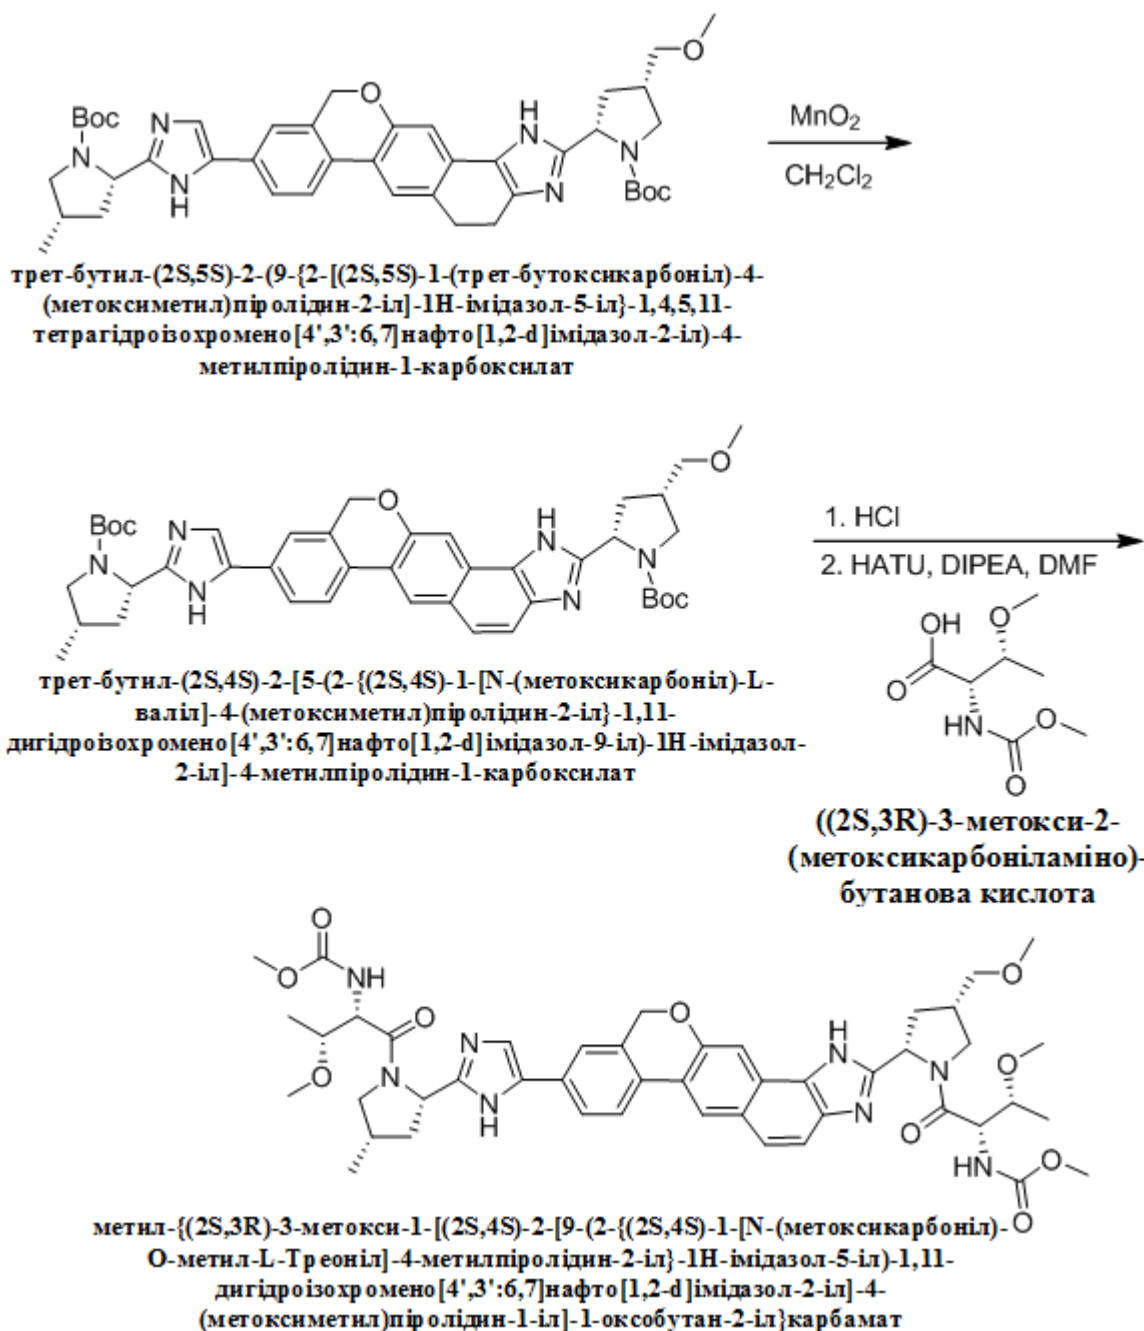 O
Boc
N
H
N
O
N
N
N
H
N
Boc
MnO2
CH2Cl2
трет-бутил-(2S,5S)-2-(9-{2-[(2S,5S)-1-(трет-бутоксикарбоніл)-4-
(метоксиметил)піролідин-2-іл]-1Н-імідазол-5-іл}-1,4,5,11-
тетрагідроізохромено[4',3':6,7]нафто[1,2-d]імідазол-2-іл)-4-
метилпіролідин-1-карбоксилат
O
Boc
N
H
N
O
N
N
N
H
N
Boc
1. HCl
2. HATU, DIPEA, DMF
OH
O
O
HN
O
O
трет-бутил-(2S,4S)-2-[5-(2-{(2S,4S)-1-[N-(метоксикарбоніл)-L-
валіл]-4-(метоксиметил)піролідин-2-іл}-1,11-
дигідроізохромено[4',3':6,7]нафто[1,2-d]імідазол-9-іл)-1Н-імідазол-
2-іл]-4-метилпіролідин-1-карбоксилат
((2S,3R)-3-метокси-2-
(метоксикарбоніламіно)-
бутанова кислота
O
O
NH
O
O
N
N
N
H
O
H
N
N
N
O
O
O
HN
O
O
метил-{(2S,3R)-3-метокси-1-[(2S,4S)-2-[9-(2-{(2S,4S)-1-[N-(метоксикарбоніл)-
О-метил-L-Треоніл]-4-метилпіролідин-2-іл}-1Н-імідазол-5-іл)-1,11-
дигідроізохромено[4',3':6,7]нафто[1,2-d]імідазол-2-іл]-4-
(метоксиметил)піролідин-1-іл]-1-оксобутан-2-іл}карбамат